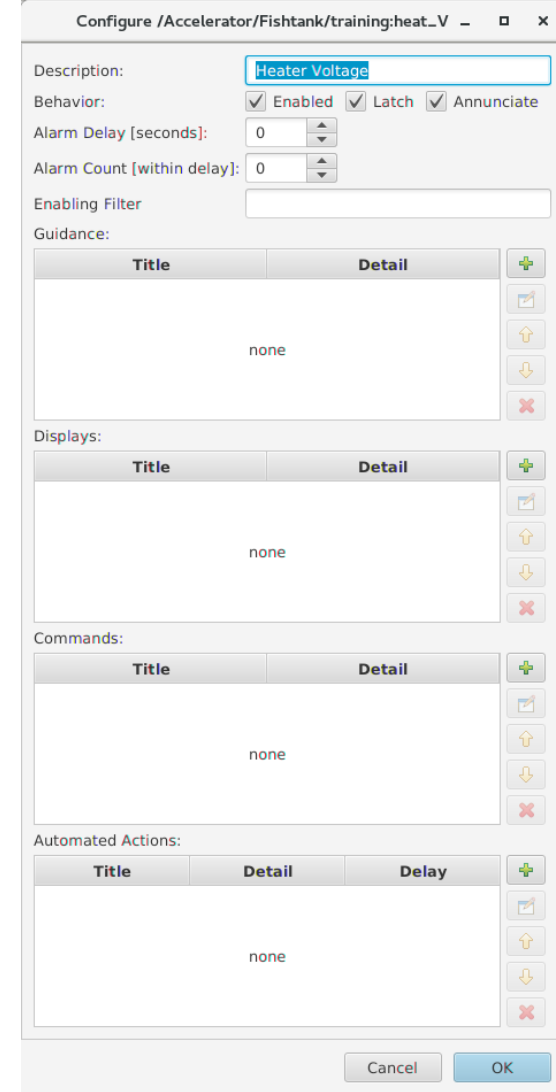 Configure /Accelerator/Fishtank/training:heat_V
Description: Heater Voltage
Behavior: Enabled Latch Annunciate
Alarm Delay [seconds]: 0
Alarm Count [within delay]: 0
Enabling Filter
Guidance:
Title Detail
none
Displays:
Title Detail
none
Commands:
Title Detail
none
Automated Actions:
Title Detail Delay
none
Cancel OK